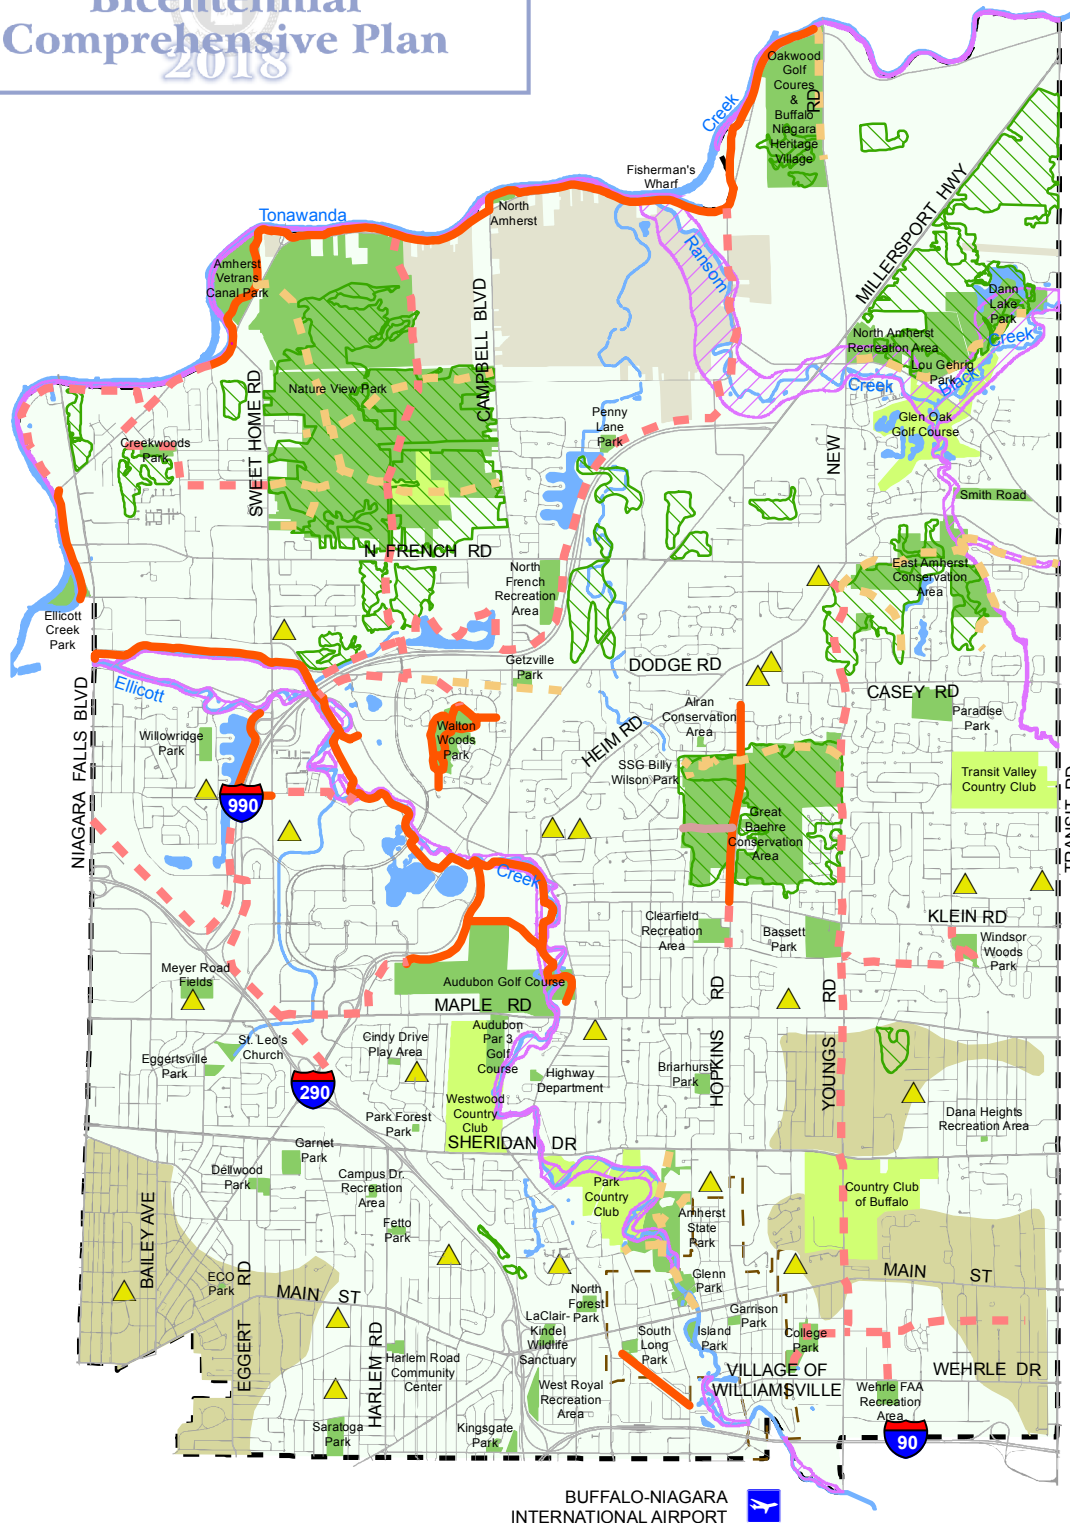 Bicentennial
Comprehensive Plan
2018
Oakwood
Golf
Coures
&
Buffalo
Niagara
Heritage
Village
RD
Creek
Fisherman's
Wharf
North
Amherst
Tonawanda
Ransom
MILLERSPORT HWY
Amherst
Vetrans
Canal Park
CAMPBELL BLVD
Dann
Lake
Park
Creek
North Amherst
Recreation Area
Lou Gehrig
Park
Black
Creek
Nature View Park
SWEET HOME RD
Penny
Lane
Park
Glen Oak
Golf Course
NEW
Creekwoods
Park
Smith Road
N FRENCH RD
North
French
Recreation
Area
East Amherst
Conservation
Area
Ellicott
Creek
Park
Getzville
Park
DODGE RD
Ellicott
CASEY RD
Paradise
Park
Airan
Conservation
Area
Willowridge
Park
Walton
Woods
Park
HEIM RD
SSG Billy
Wilson Park
Transit Valley
Country Club
NIAGARA FALLS BLVD
TRANSIT RD
990
Great
Baehre
Conservation
Area
Creek
Clearfield
Recreation
Area
Bassett
Park
KLEIN RD
Windsor
Woods
Park
Meyer Road
Fields
Audubon Golf Course
MAPLE RD
RD
RD
St. Leo's
Church
Eggertsville
Park
Cindy Drive
Play Area
Audubon
Par 3
Golf
Course
Highway
Department
Briarhurst
Park
HOPKINS
YOUNGS
290
Westwood
Country
Club
Park Forest
Park
Dana Heights
Recreation Area
SHERIDAN DR
Garnet
Park
Dellwood
Park
Campus Dr.
Recreation
Area
Park
Country
Club
Country Club
of Buffalo
BAILEY AVE
Fetto
Park
Amherst
State
Park
ECO
Park
RD
MAIN ST
Glenn
Park
MAIN ST
North
Forest
Park
Garrison
Park
LaClair-
Kindel
Wildlife
Sanctuary
South
Long
Park
Island
Park
College
Park
EGGERT
HARLEM RD
Harlem Road
Community
Center
VILLAGE OF
WILLIAMSVILLE
WEHRLE DR
West Royal
Recreation
Area
Wehrle FAA
Recreation
Area
Saratoga
Park
Kingsgate
Park
90
BUFFALO-NIAGARA
INTERNATIONAL AIRPORT